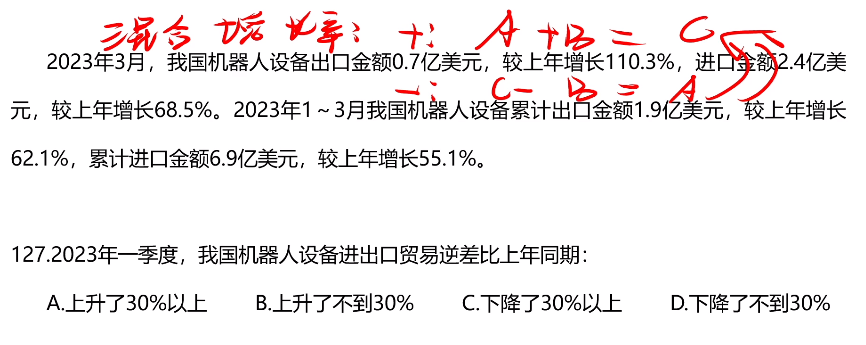 混合增长率：+：A+B=C
2023年3月，我国机器人设备出口金额0.7亿美元，较上年增长110.3%，进口金额2.4亿美
-：C-B=A
元，较上年增长68.5%。2023年1～3月我国机器人设备累计出口金额1.9亿美元，较上年增长
62.1%，累计进口金额6.9亿美元，较上年增长55.1%。
127.2023年一季度，我国机器人设备进出口贸易逆差比上年同期：
A.上升了30%以上 B.上升了不到30% C.下降了30%以上 D.下降了不到30%